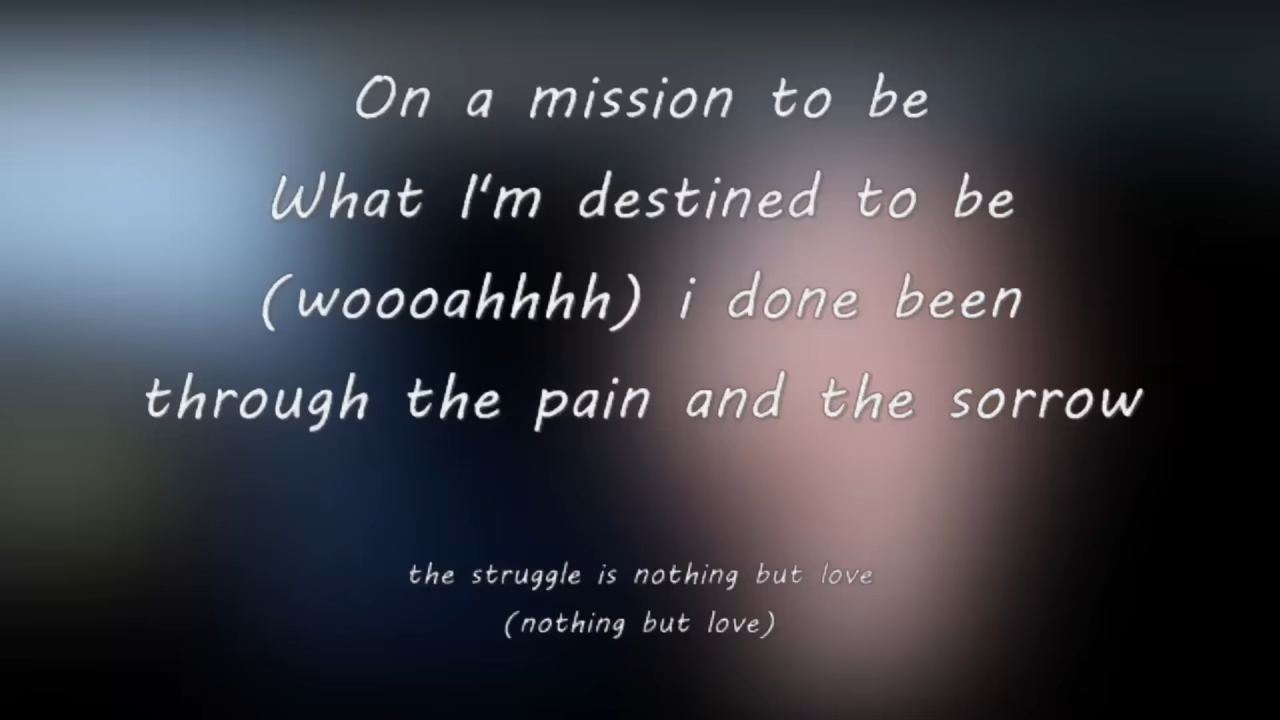 On a mission to be
What I'm destined to be
(woooahhhh) i done been
through the pain and the sorrow
the struggle is nothing but love
(nothing but love)